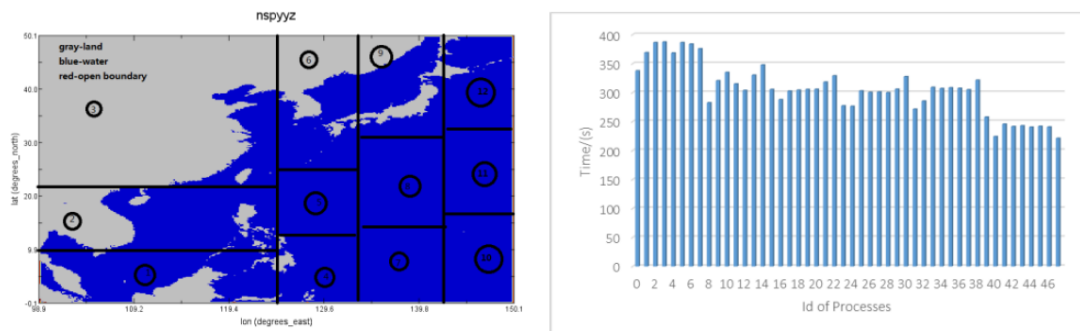 nspyyz
gray-land
blue-water
red-open boundary
50.1
40.0
30.0
20.0
9.9
-0.1
lat (degrees_north)
98.9 109.2 119.4 129.6 139.8 150.1
lon (degrees_east)
3
6
9
12
2
5
11
10
400
350
300
250
200
150
100
50
0
Time/(s)
0 2 4 6 8 10 12 14 16 18 20 22 24 26 28 30 32 34 36 38 40 42 44 46
Id of Processes